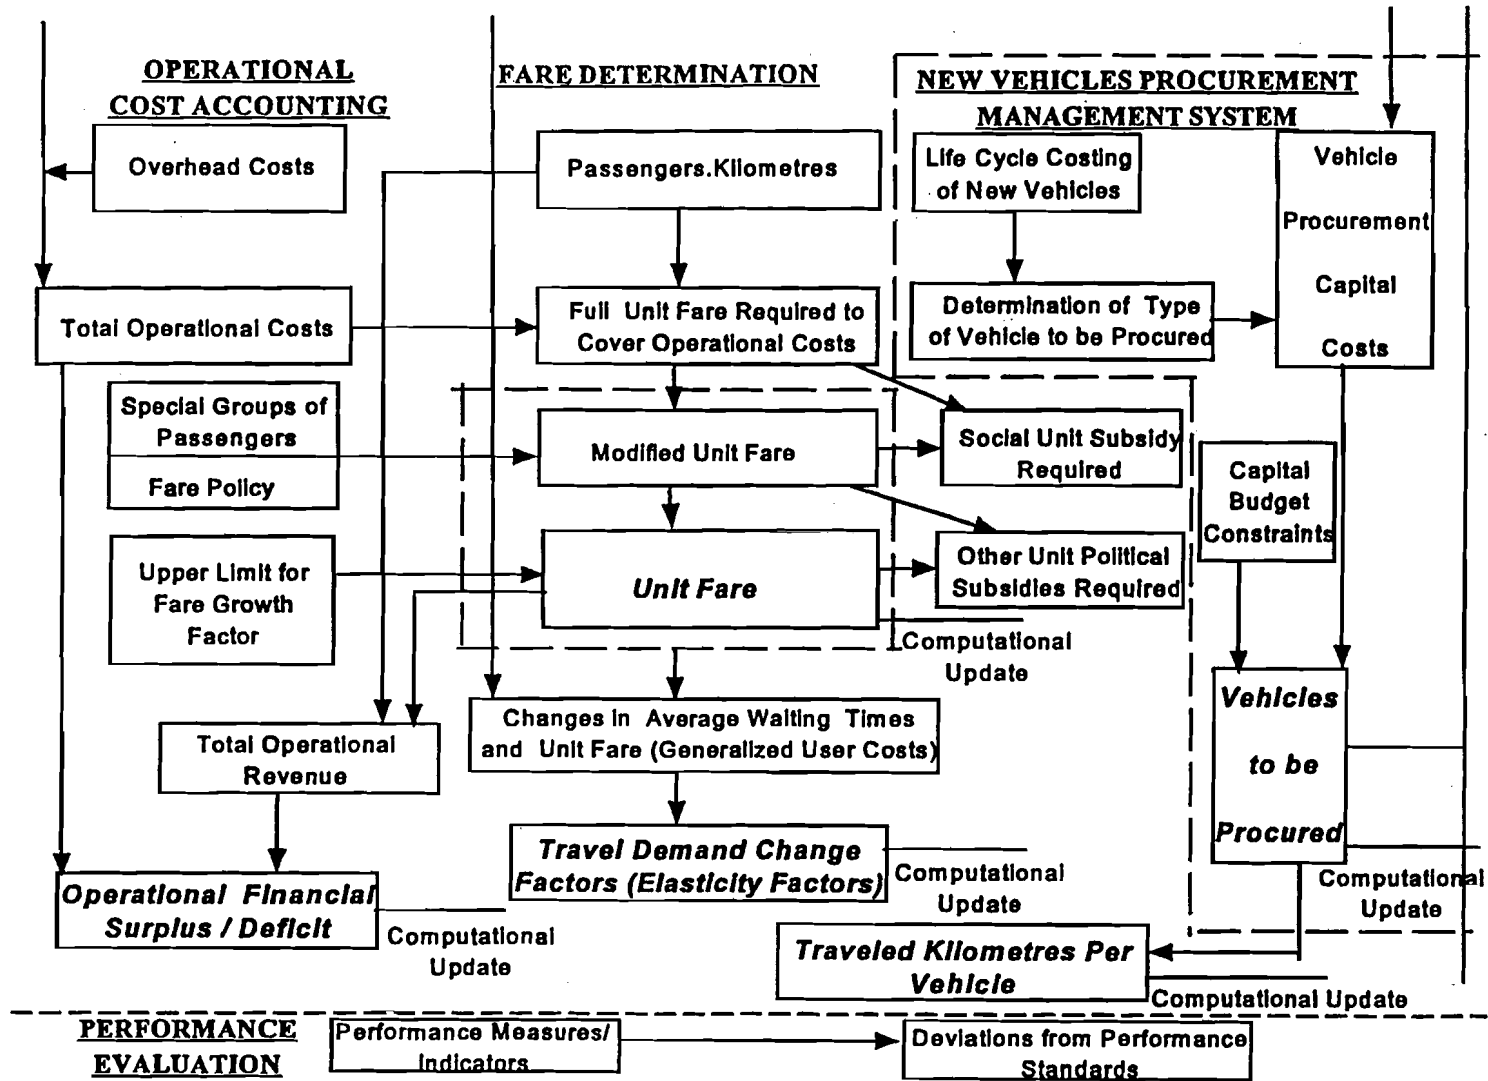 OPERATIONAL
COST ACCOUNTING
Overhead Costs
Total Operational Costs
Special Groups of
Passengers
Fare Policy
Upper Limit for
Fare Growth
Factor
Total Operational
Revenue
Operational Financial
Surplus / Deficit
Computational
Update
FARE DETERMINATION
Passengers.Kilometres
Full Unit Fare Required to
Cover Operational Costs
Modified Unit Fare
Unit Fare
Computational
Update
Social Unit Subsidy
Required
Other Unit Political
Subsidies Required
Changes in Average Waiting Times
and Unit Fare (Generalized User Costs)
Travel Demand Change
Factors (Elasticity Factors)
Computational
Update
NEW VEHICLES PROCUREMENT
MANAGEMENT SYSTEM
Life Cycle Costing
of New Vehicles
Determination of Type
of Vehicle to be Procured
Vehicle
Procurement
Capital
Costs
Capital
Budget
Constraints
Vehicles
to be
Procured
Computational
Update
Traveled Kilometres Per
Vehicle
Computational Update
PERFORMANCE
EVALUATION
Performance Measures/
Indicators
Deviations from Performance
Standards